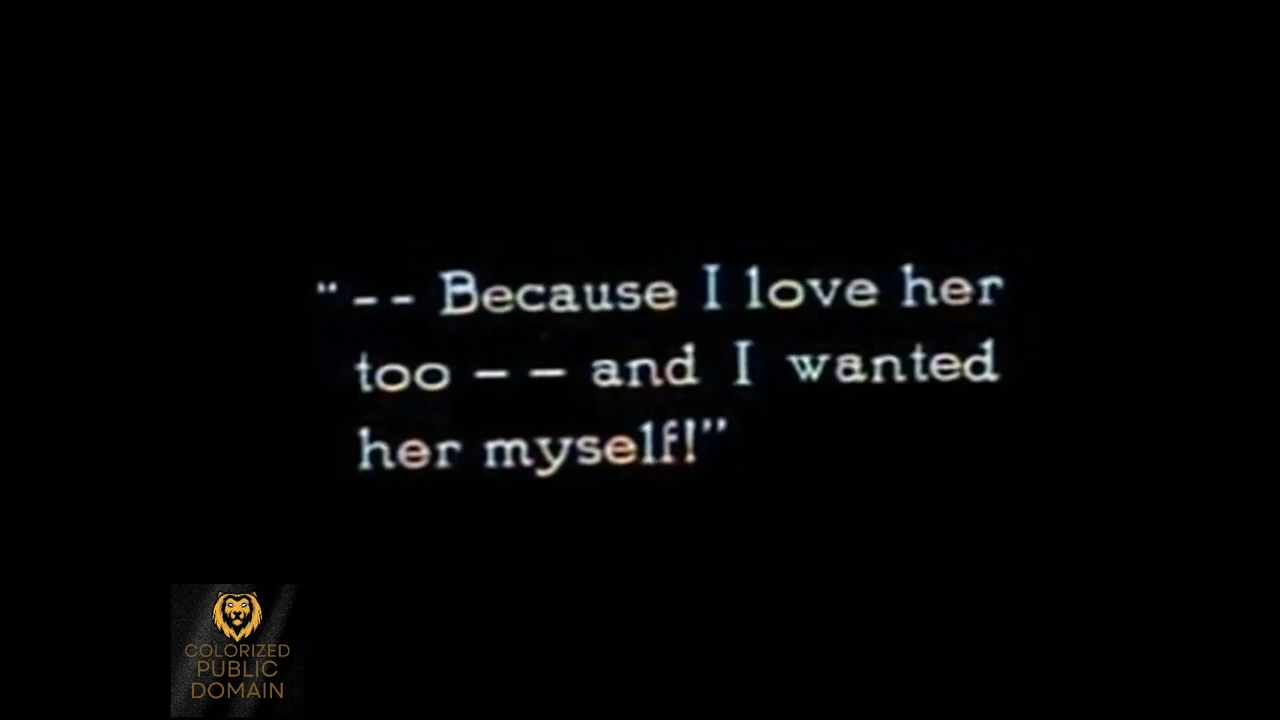 "-- Because I love her
too -- and I wanted
her myself!”
COLORIZED
PUBLIC
DOMAIN